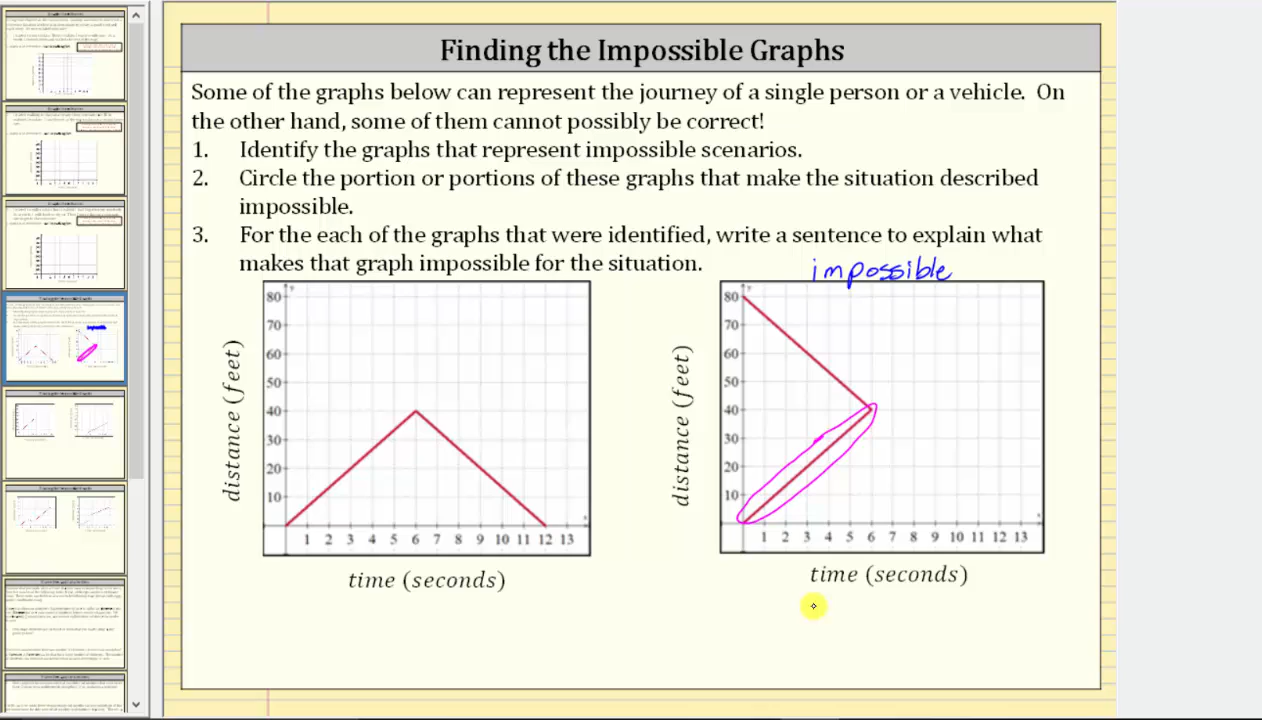 Finding the Impossible Graphs
Some of the graphs below can represent the journey of a single person or a vehicle. On
the other hand, some of them cannot possibly be correct!
1. Identify the graphs that represent impossible scenarios.
2. Circle the portion or portions of these graphs that make the situation described
impossible.
3. For the each of the graphs that were identified, write a sentence to explain what
makes that graph impossible for the situation.
impossible
y
80
70
60
50
40
30
20
10
x
1 2 3 4 5 6 7 8 9 10 11 12 13
distance (feet)
time (seconds)
y
80
70
60
50
40
30
20
10
x
1 2 3 4 5 6 7 8 9 10 11 12 13
distance (feet)
time (seconds)